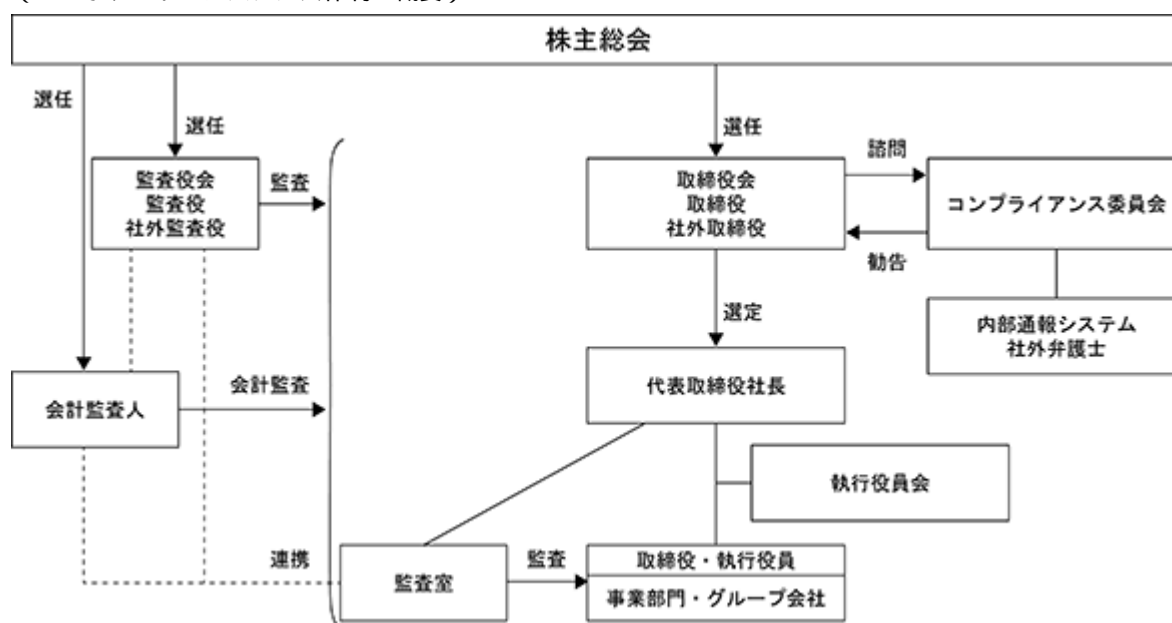 株主総会
選任
選任
選任
監査役会
監査役
社外監査役
監査
取締役会
取締役
社外取締役
諮問
勧告
コンプライアンス委員会
内部通報システム
社外弁護士
選定
代表取締役社長
会計監査人
会計監査
執行役員会
連携
監査室
監査
取締役・執行役員
事業部門・グループ会社